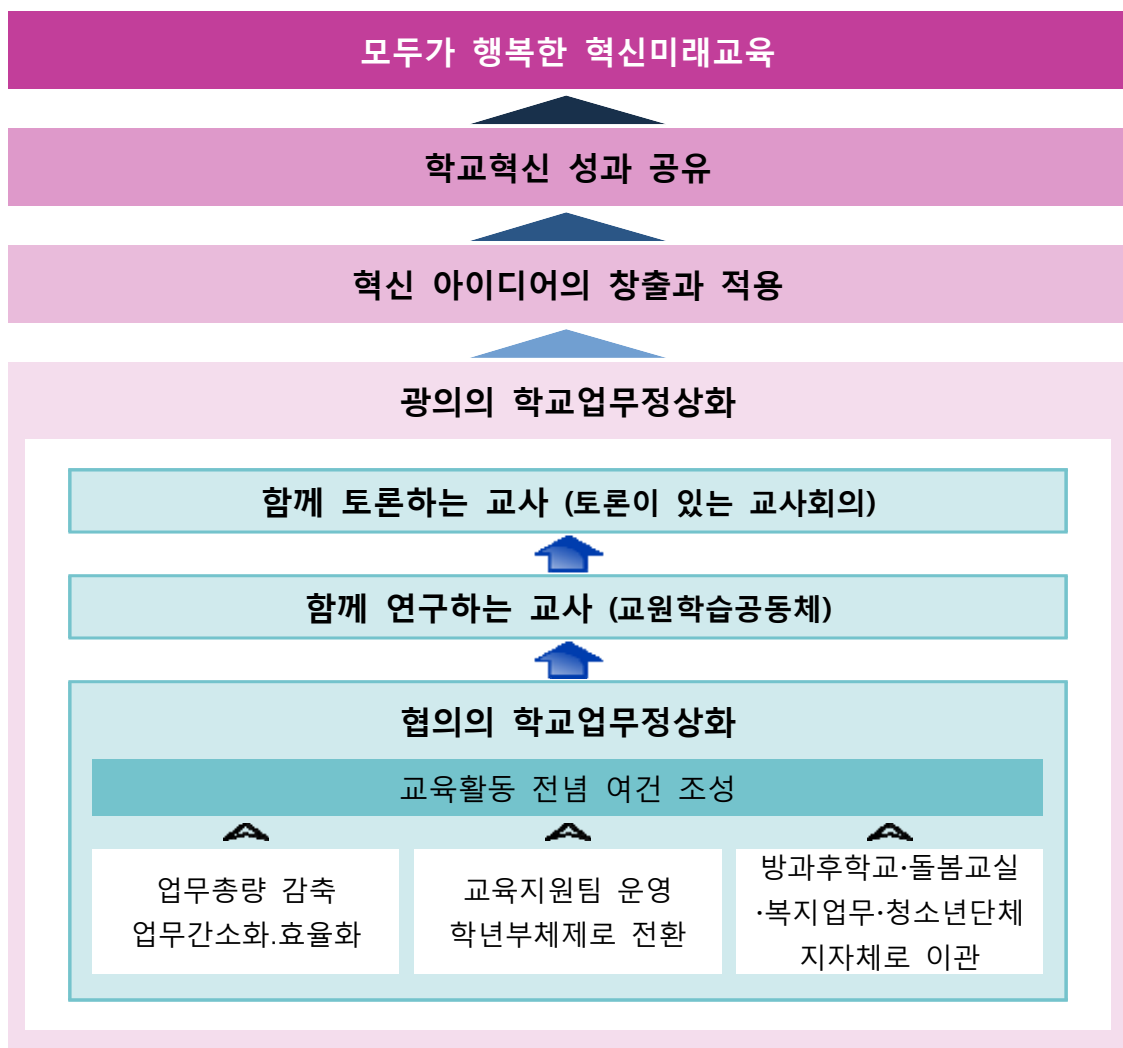 모두가 행복한 혁신미래교육
학교혁신 성과 공유
혁신 아이디어의 창출과 적용
광의의 학교업무정상화
함께 토론하는 교사 (토론이 있는 교사회의)
함께 연구하는 교사 (교원학습공동체)
협의의 학교업무정상화
교육활동 전념 여건 조성
업무총량 감축
업무간소화.효율화
교육지원팀 운영
학년부체제로 전환
방과후학교·돌봄교실
·복지업무·청소년단체
지자체로 이관